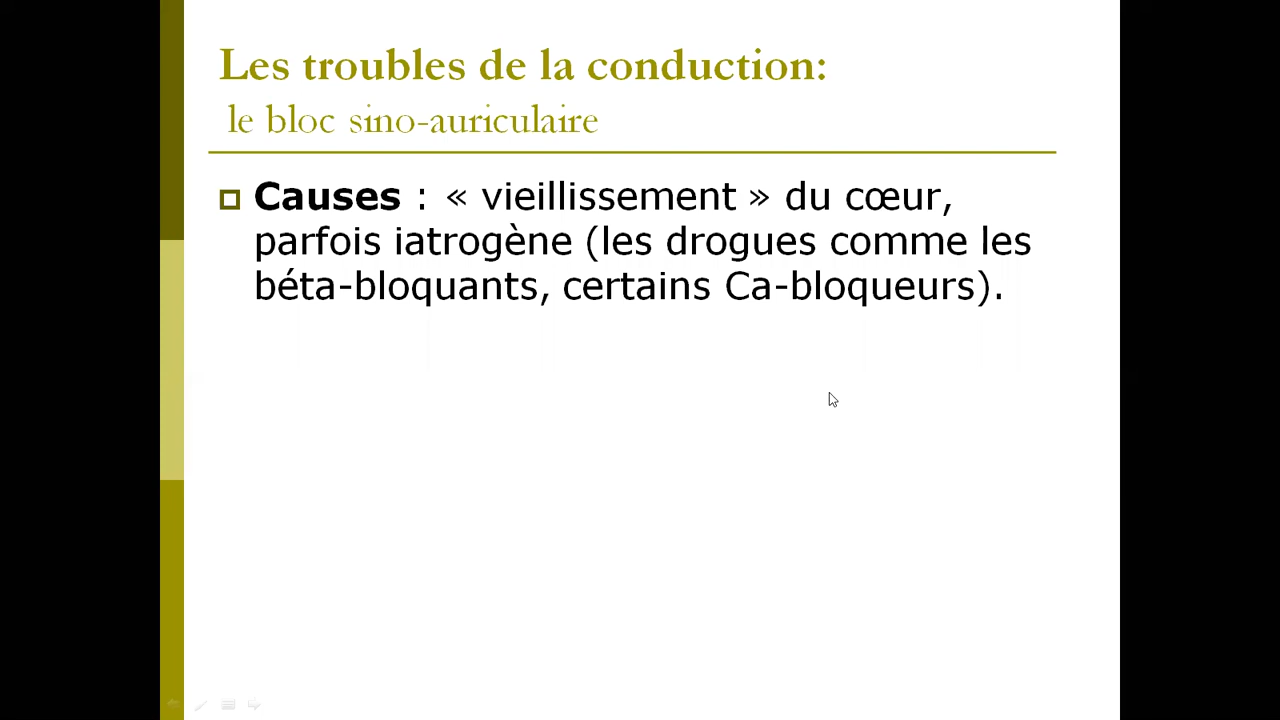 Les troubles de la conduction:
le bloc sino-auriculaire
Causes : « vieillissement » du cœur,
parfois iatrogène (les drogues comme les
béta-bloquants, certains Ca-bloqueurs).